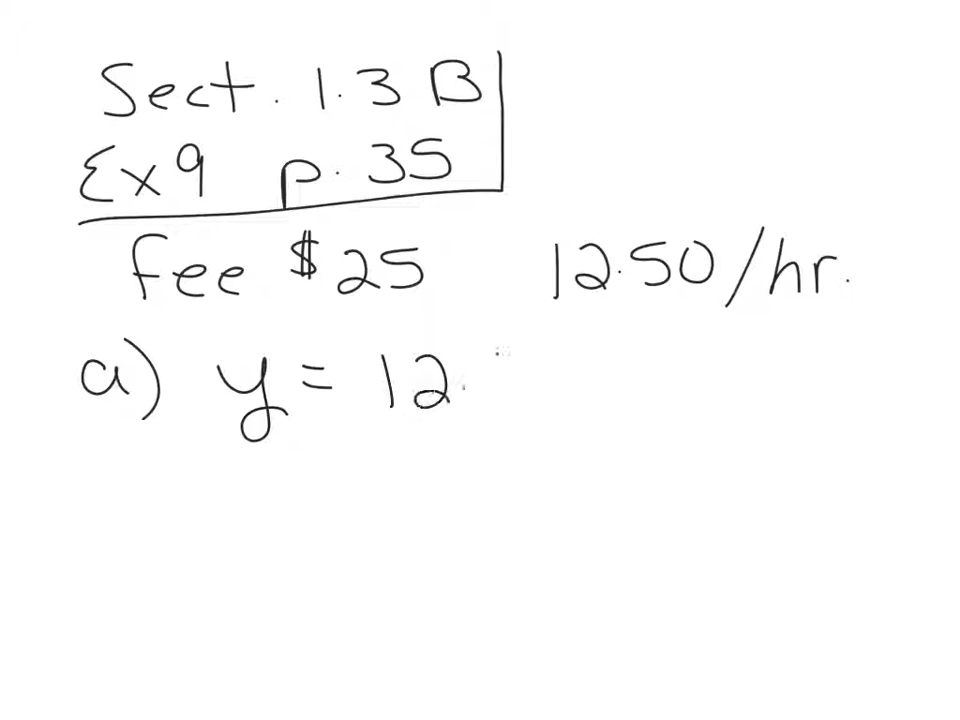 Sect. 1.3 B
Ex 9 p. 35
fee $25 12.50/hr.
a) y = 12.